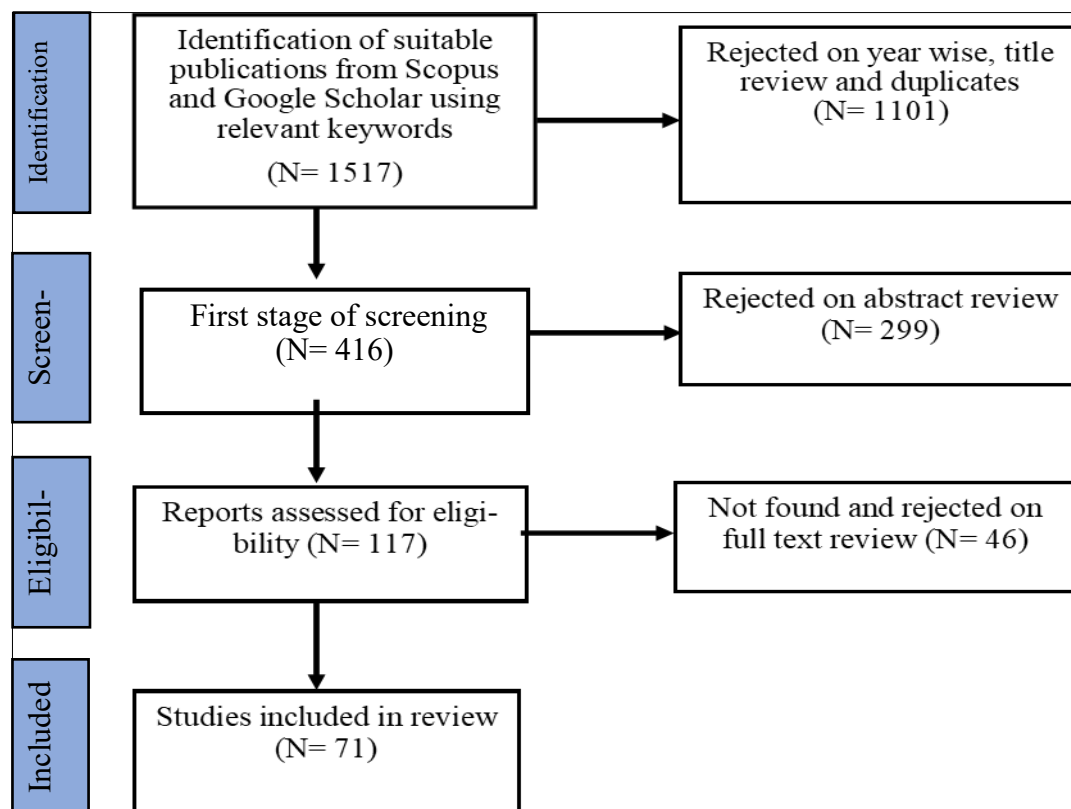 Identification
Identification of suitable
publications from Scopus
and Google Scholar using
relevant keywords
(N= 1517)
Rejected on year wise, title
review and duplicates
(N= 1101)
Screen-
First stage of screening
(N= 416)
Rejected on abstract review
(N= 299)
Eligibil-
Reports assessed for eligi-
bility (N= 117)
Not found and rejected on
full text review (N= 46)
Included
Studies included in review
(N= 71)